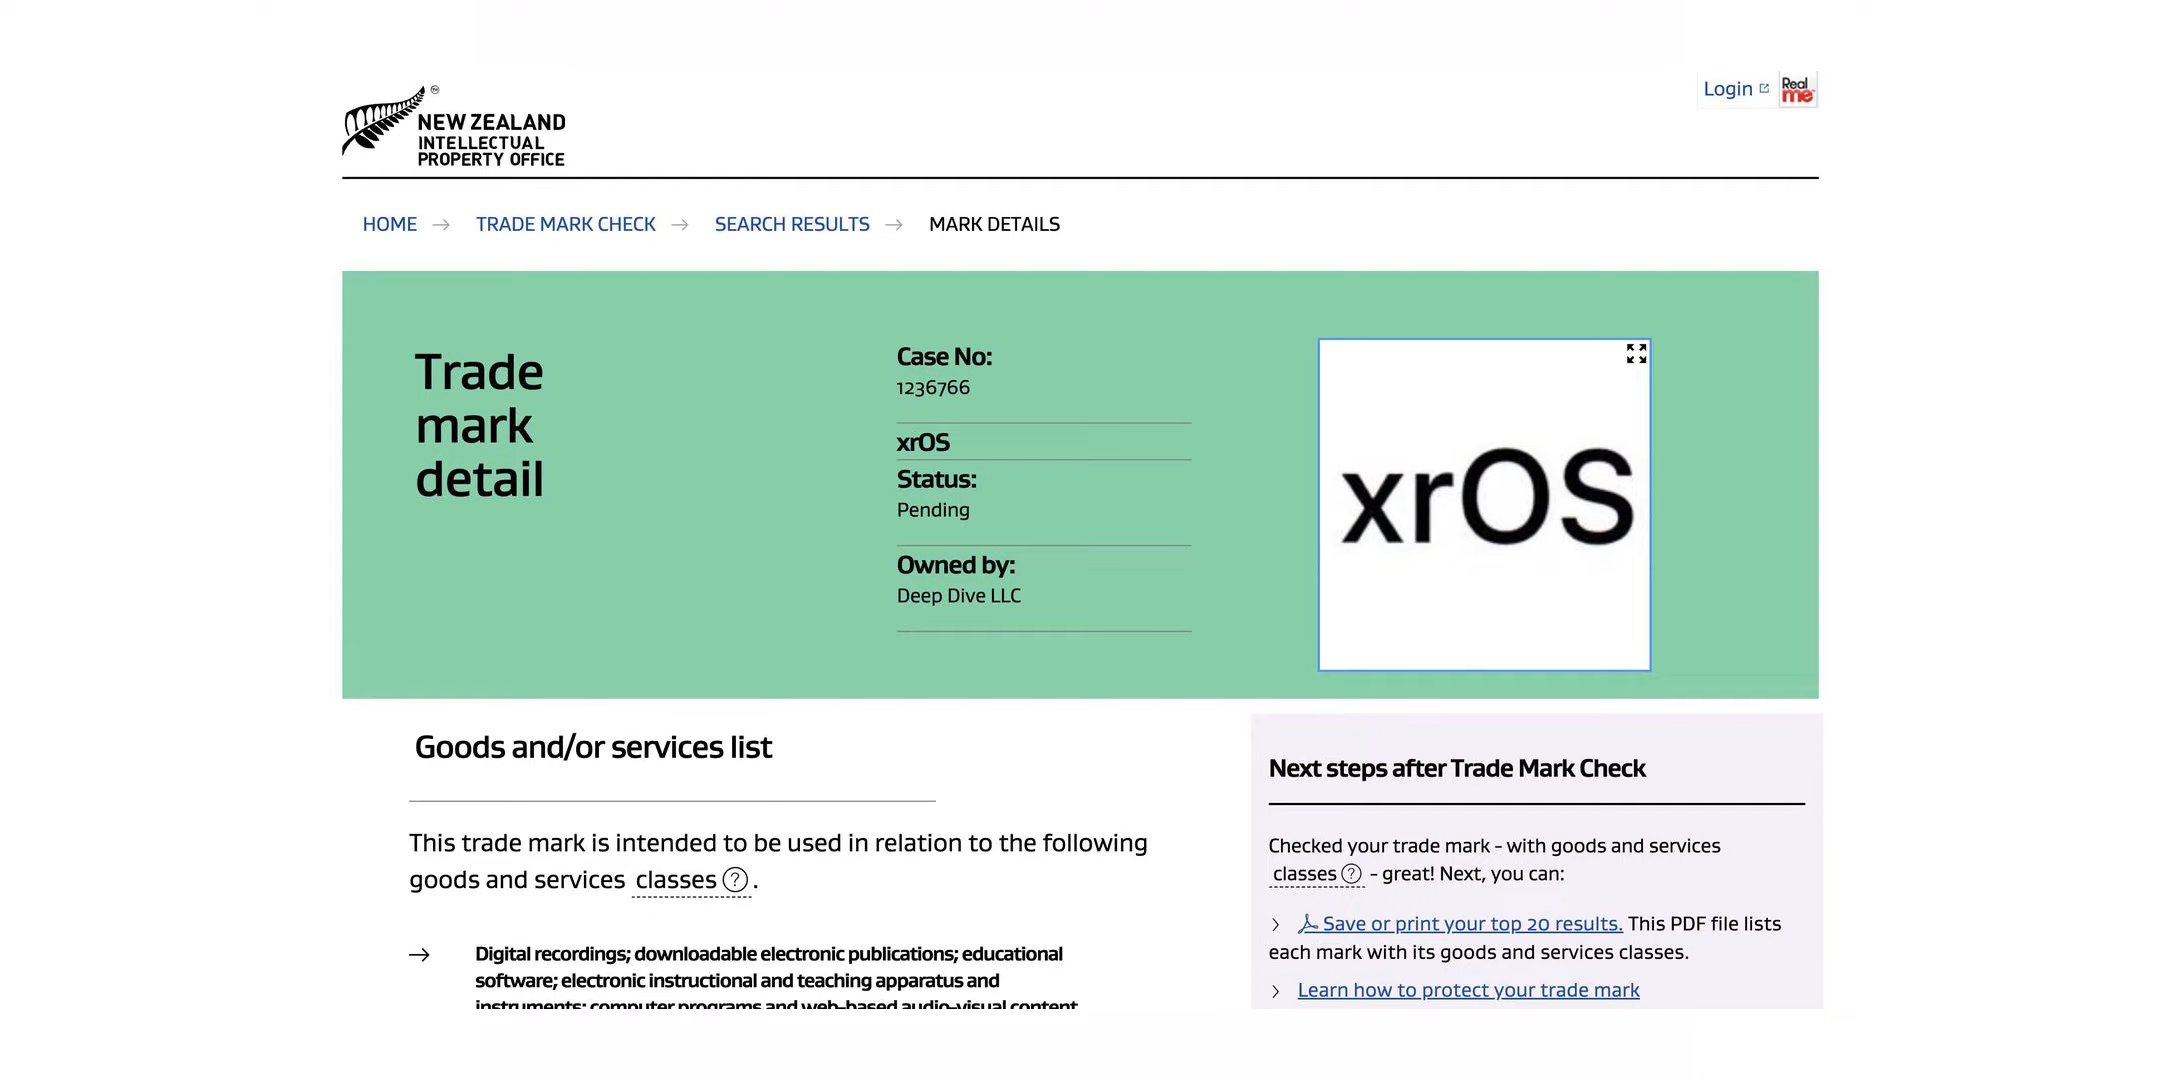 Login
Real
me
NEW ZEALAND
INTELLECTUAL
PROPERTY OFFICE
HOME → TRADE MARK CHECK → SEARCH RESULTS → MARK DETAILS
Trade
mark
detail
Case No:
1236766
xrOS
Status:
Pending
Owned by:
Deep Dive LLC
xrOS
Goods and/or services list
This trade mark is intended to be used in relation to the following
goods and services classes ? .
→ Digital recordings; downloadable electronic publications; educational
software; electronic instructional and teaching apparatus and
instruments; computer programs and web-based audio-visual content
Next steps after Trade Mark Check
Checked your trade mark - with goods and services
classes ? - great! Next, you can:
> Save or print your top 20 results. This PDF file lists
each mark with its goods and services classes.
> Learn how to protect your trade mark